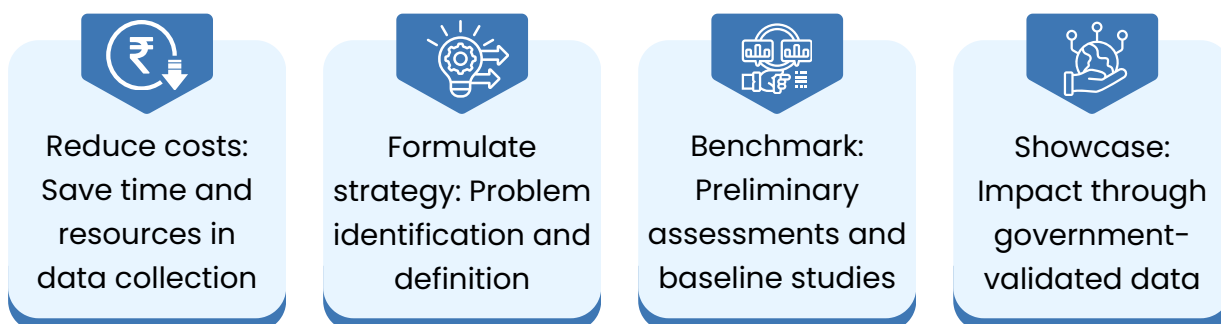 ₹
Reduce costs:
Save time and
resources in
data collection
Formulate
strategy: Problem
identification and
definition
Benchmark:
Preliminary
assessments and
baseline studies
Showcase:
Impact through
government-
validated data